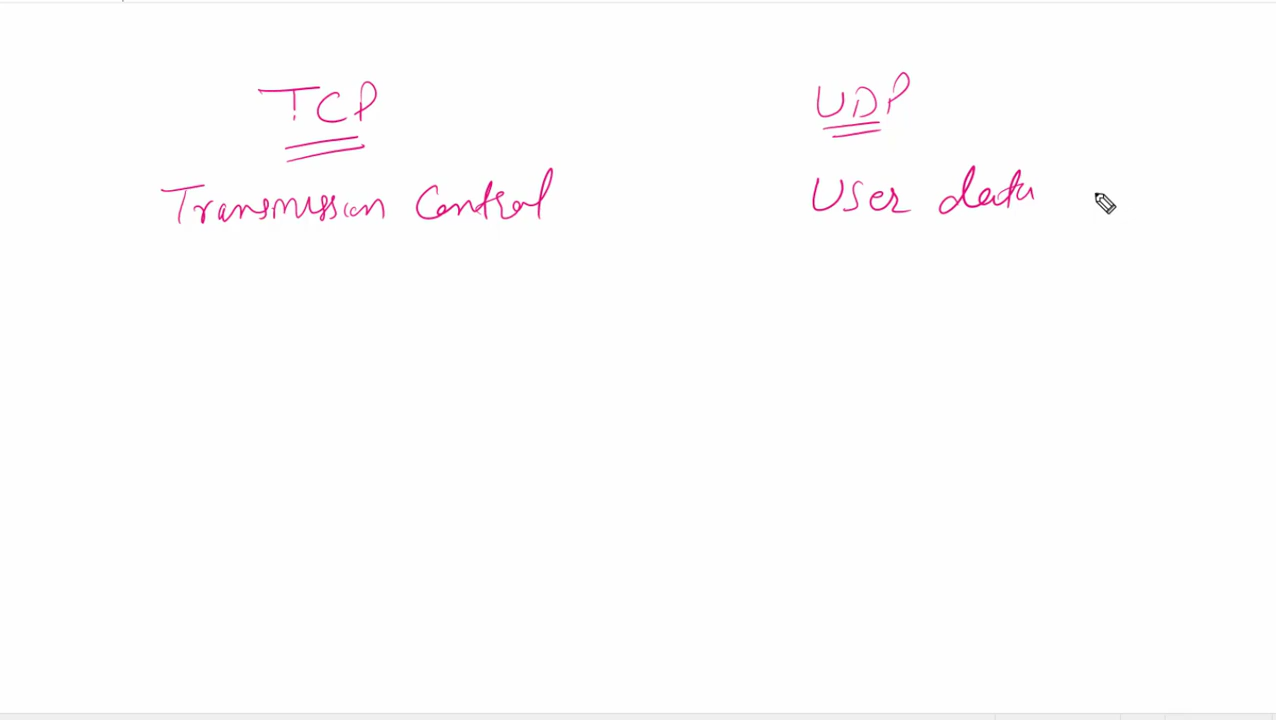 TCP UDP
Transmission Control User data